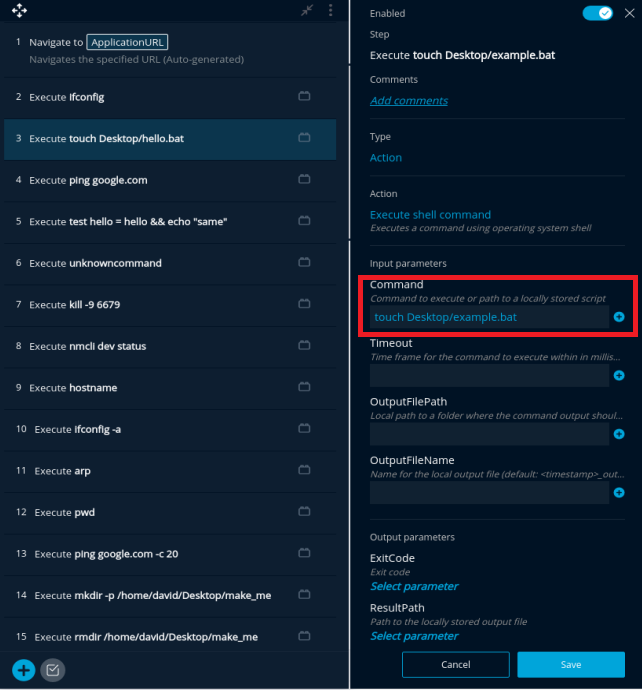 1 Navigate to ApplicationURL
Navigates the specified URL (Auto-generated)
2 Execute ifconfig
3 Execute touch Desktop/hello.bat
4 Execute ping google.com
5 Execute test hello = hello && echo "same"
6 Execute unknowncommand
7 Execute kill -9 6679
8 Execute nmcli dev status
9 Execute hostname
10 Execute ifconfig -a
11 Execute arp
12 Execute pwd
13 Execute ping google.com -c 20
14 Execute mkdir -p /home/david/Desktop/make_me
15 Execute rmdir /home/david/Desktop/make_me
Enabled
Step
Execute touch Desktop/example.bat
Comments
Add comments
Type
Action
Action
Execute shell command
Executes a command using operating system shell
Input parameters
Command
Command to execute or path to a locally stored script
touch Desktop/example.bat
Timeout
Time frame for the command to execute within in millis...
OutputFilePath
Local path to a folder where the command output shoul...
OutputFileName
Name for the local output file (default: <timestamp>_out...
Output parameters
ExitCode
Exit code
Select parameter
ResultPath
Path to the locally stored output file
Select parameter
Cancel
Save